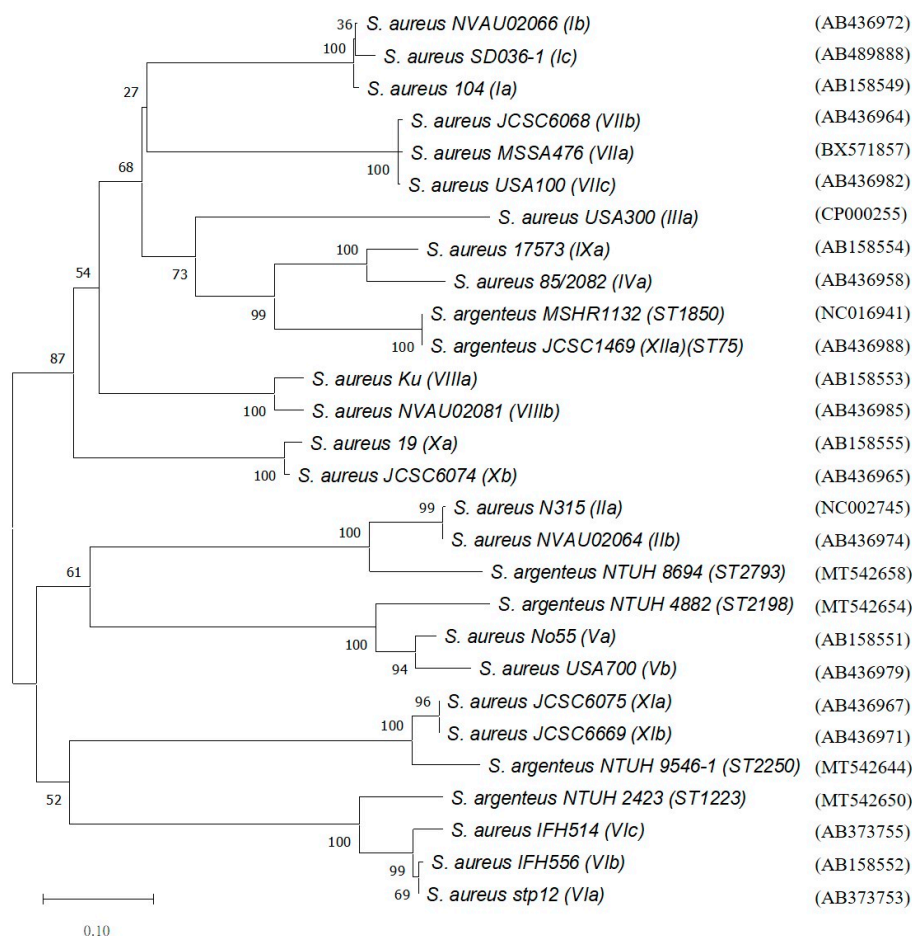 36 S. aureus NVAU02066 (Ib) (AB436972)
100 S. aureus SD036-1 (Ic) (AB489888)
S. aureus 104 (Ia) (AB158549)
27
S. aureus JCSC6068 (VIIb) (AB436964)
S. aureus MSSA476 (VIIa) (BX571857)
68 100
S. aureus USA100 (VIIc) (AB436982)
S. aureus USA300 (IIIa) (CP000255)
100 S. aureus 17573 (IXa) (AB158554)
54 73
S. aureus 85/2082 (IVa) (AB436958)
99 S. argenteus MSHR1132 (ST1850) (NC016941)
100 S. argenteus JCSC1469 (XIIa)(ST75) (AB436988)
87
S. aureus Ku (VIIIa) (AB158553)
100 S. aureus NVAU02081 (VIIIb) (AB436985)
S. aureus 19 (Xa) (AB158555)
100 S. aureus JCSC6074 (Xb) (AB436965)
99 S. aureus N315 (IIa) (NC002745)
100 S. aureus NVAU02064 (IIb) (AB436974)
61 S. argenteus NTUH 8694 (ST2793) (MT542658)
S. argenteus NTUH 4882 (ST2198) (MT542654)
100 S. aureus No55 (Va) (AB158551)
94 S. aureus USA700 (Vb) (AB436979)
96 S. aureus JCSC6075 (XIa) (AB436967)
100 S. aureus JCSC6669 (XIb) (AB436971)
S. argenteus NTUH 9546-1 (ST2250) (MT542644)
52 S. argenteus NTUH 2423 (ST1223) (MT542650)
100 S. aureus IFH514 (VIc) (AB373755)
99 S. aureus IFH556 (VIb) (AB158552)
69 S. aureus stp12 (VIa) (AB373753)
0.10